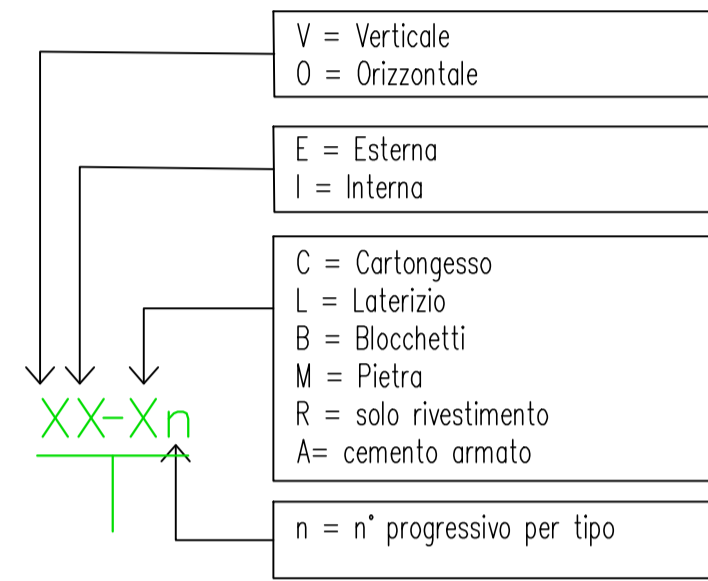 V = Verticale
O = Orizzontale
E = Esterna
I = Interna
C = Cartongesso
L = Laterizio
B = Blocchetti
M = Pietra
R = solo rivestimento
A= cemento armato
XX-Xn
n = n° progressivo per tipo